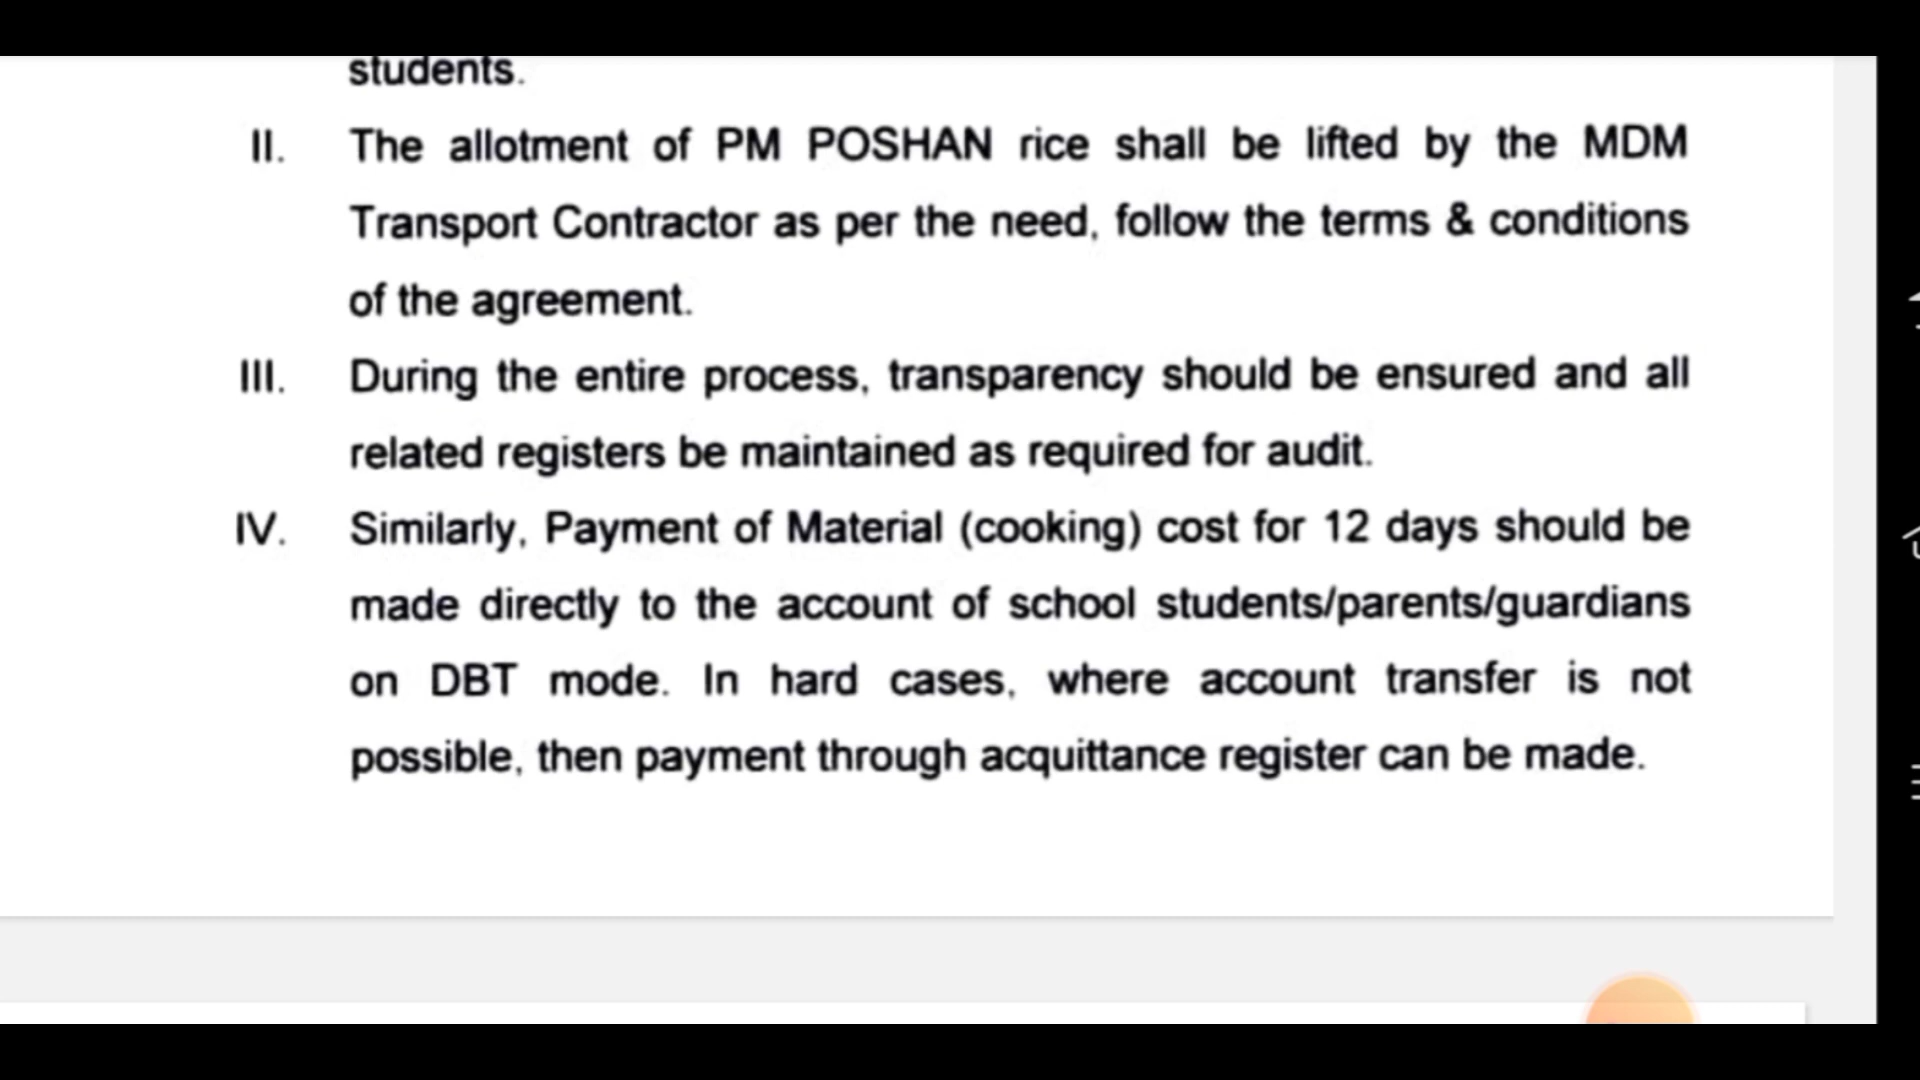 students.
II. The allotment of PM POSHAN rice shall be lifted by the MDM
Transport Contractor as per the need, follow the terms & conditions
of the agreement.
III. During the entire process, transparency should be ensured and all
related registers be maintained as required for audit.
IV. Similarly, Payment of Material (cooking) cost for 12 days should be
made directly to the account of school students/parents/guardians
on DBT mode. In hard cases, where account transfer is not
possible, then payment through acquittance register can be made.